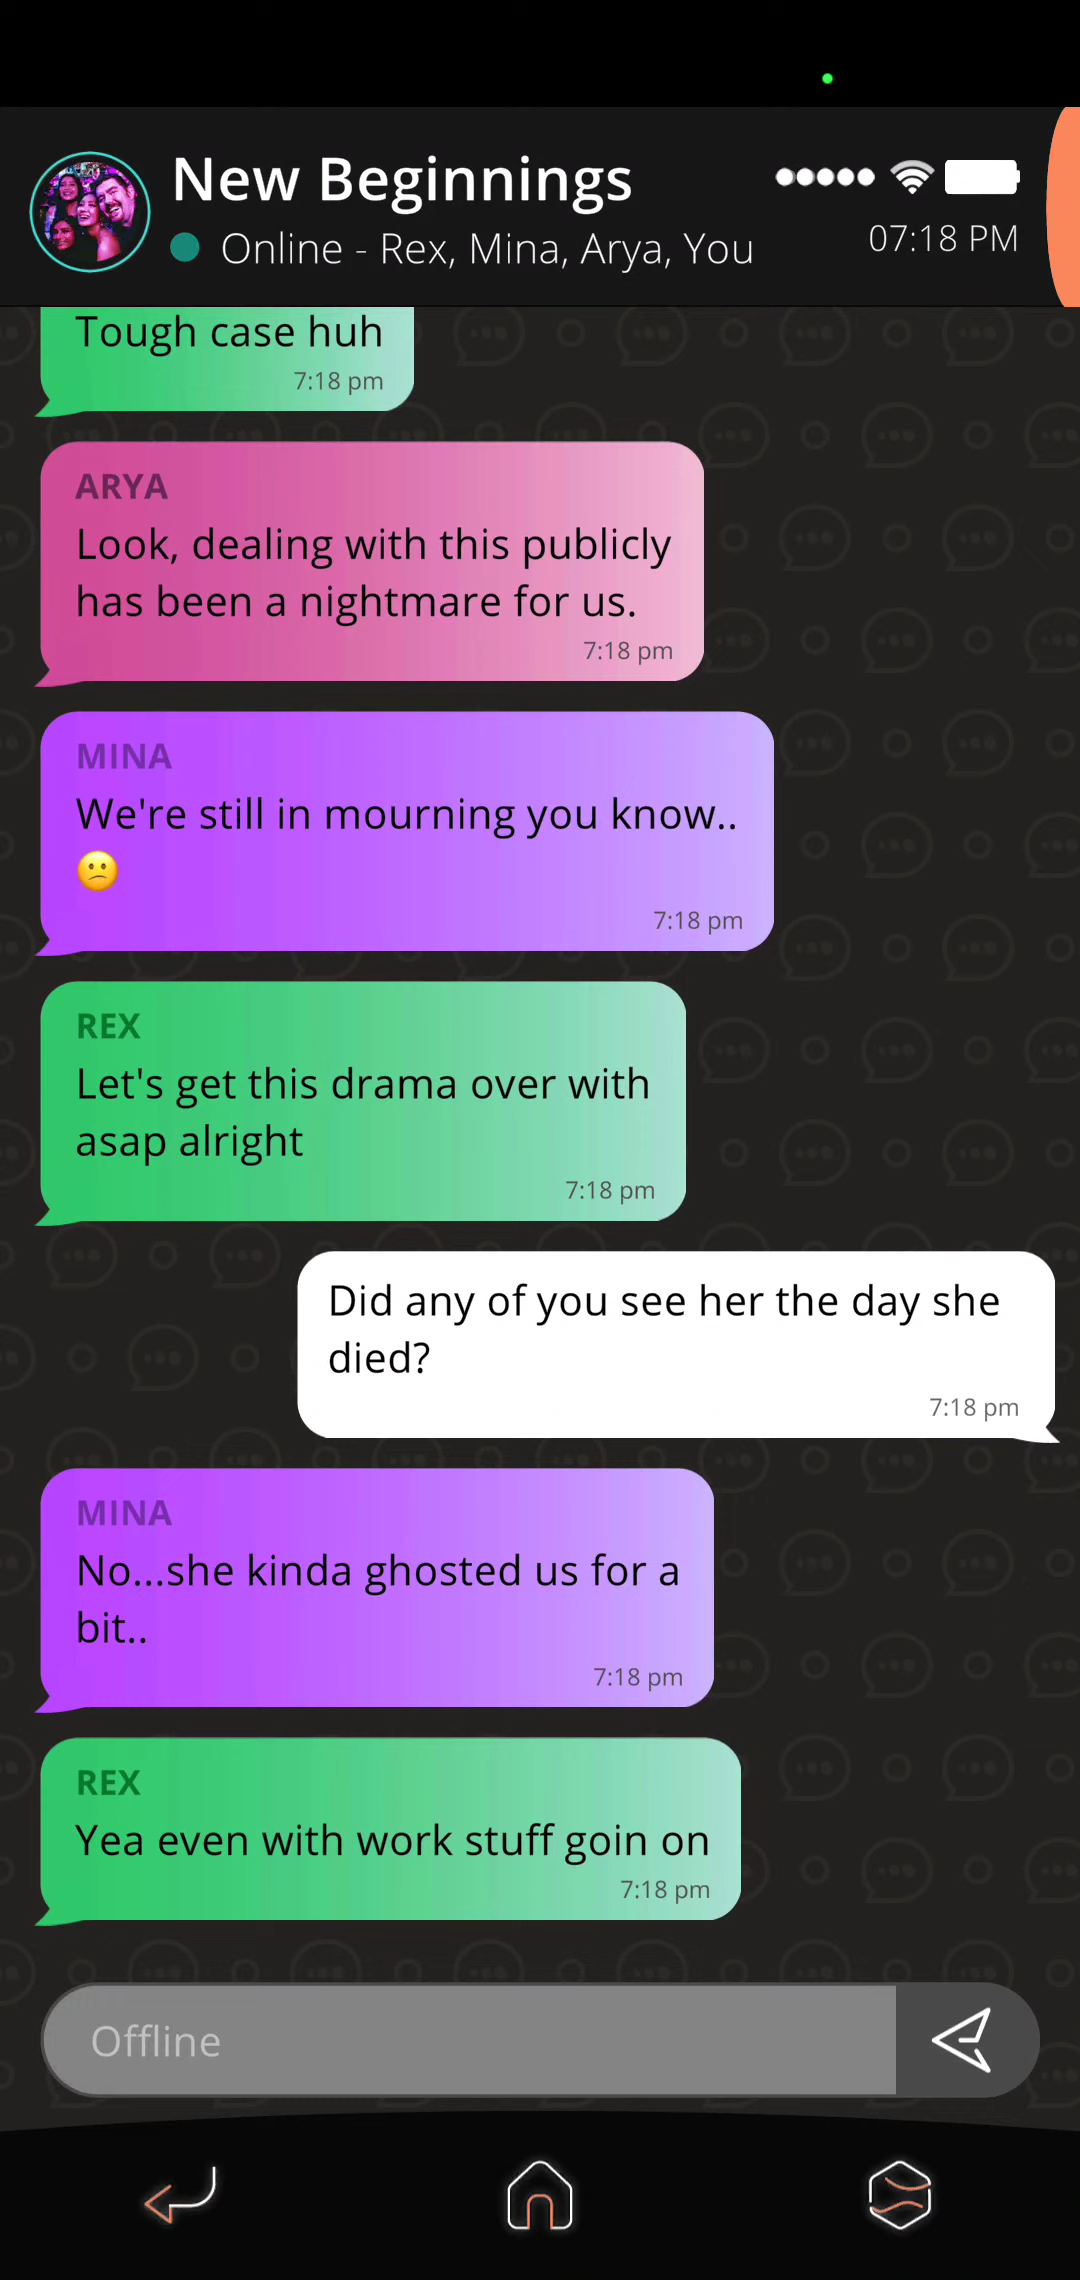 New Beginnings
Online - Rex, Mina, Arya, You
07:18 PM
Tough case huh
7:18 pm
ARYA
Look, dealing with this publicly
has been a nightmare for us.
7:18 pm
MINA
We're still in mourning you know..
🙁
7:18 pm
REX
Let's get this drama over with
asap alright
7:18 pm
Did any of you see her the day she
died?
7:18 pm
MINA
No...she kinda ghosted us for a
bit..
7:18 pm
REX
Yea even with work stuff goin on
7:18 pm
Offline